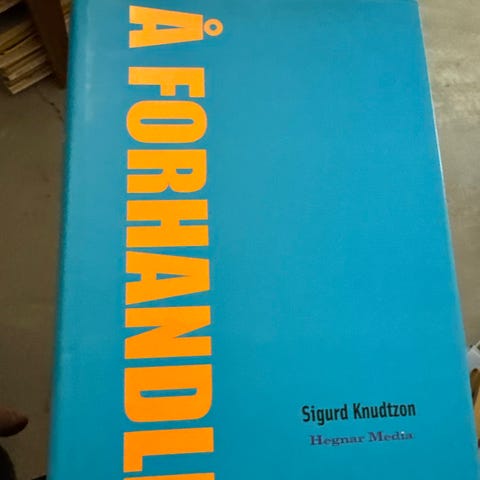 Å FORHANDL
Sigurd Knudtzon
Hegnar Media